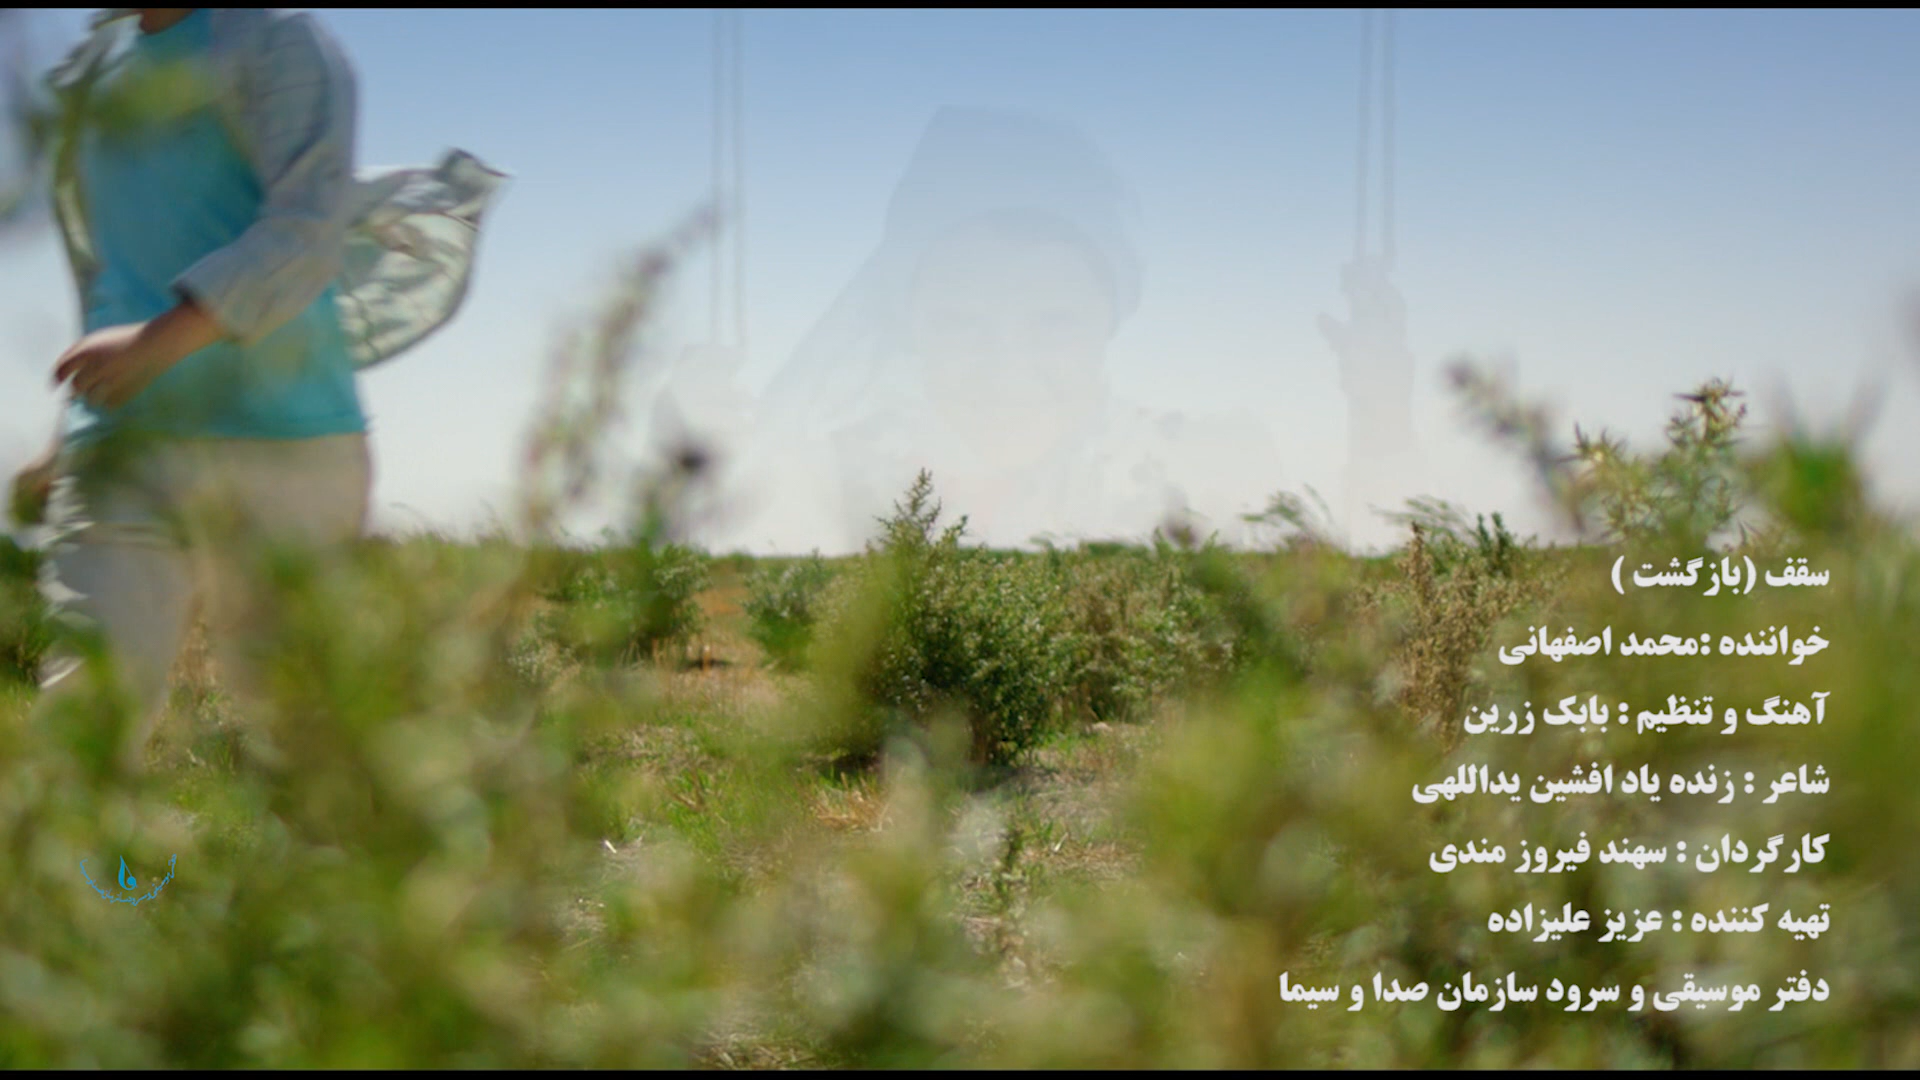 سقف (بازگشت )
خواننده :محمد اصفهانی
آهنگ و تنظیم : بابک زرین
شاعر : زنده یاد افشین یداللهی
کارگردان : سهند فیروز مندی
تهیه کننده : عزیز علیزاده
دفتر موسیقی و سرود سازمان صدا و سیما